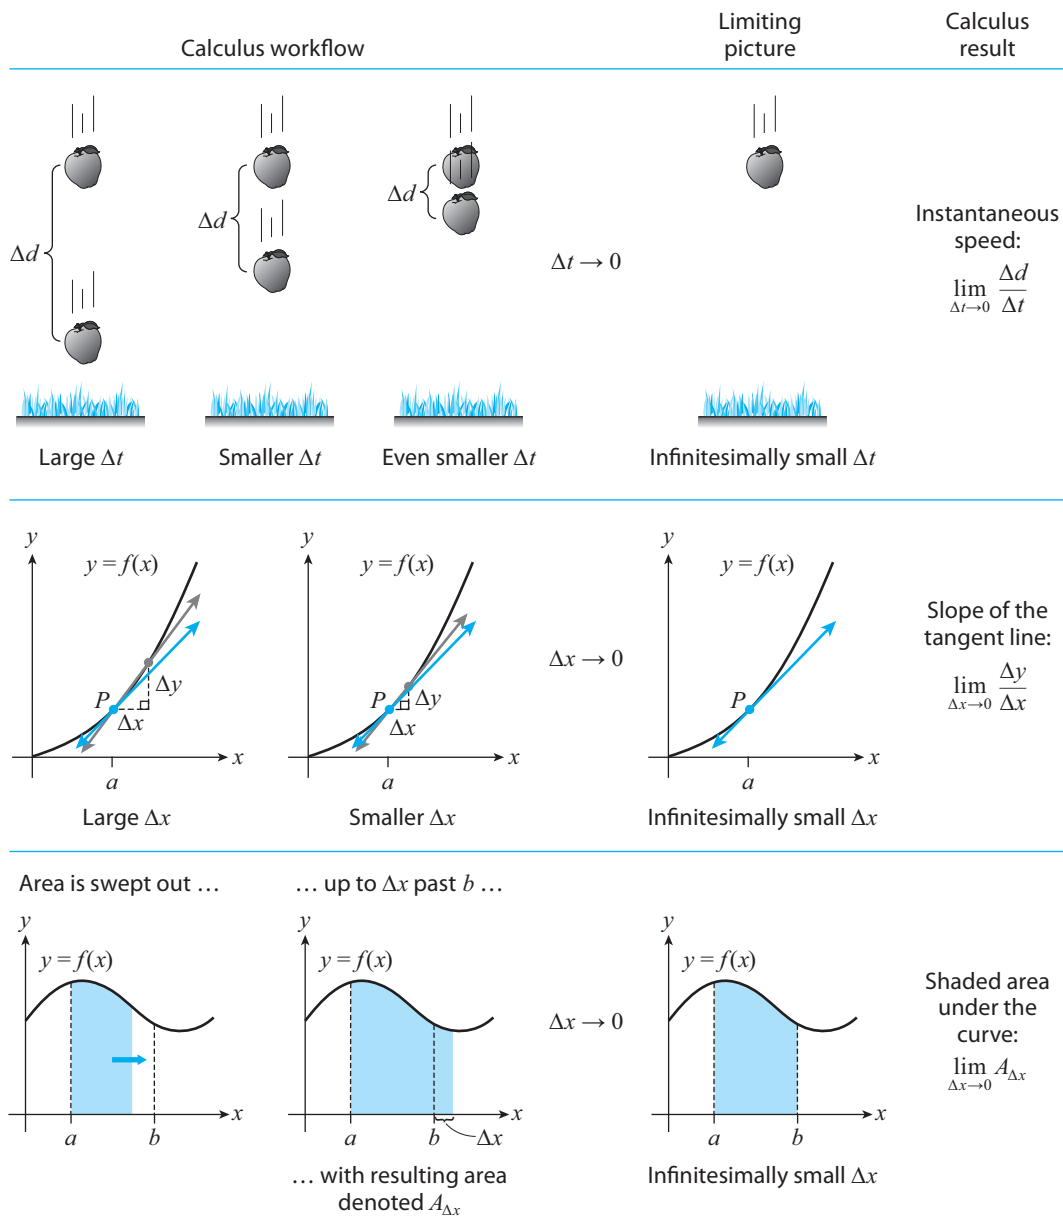 Calculus workflow
Limiting
picture
Calculus
result
Δd
Δd
Δd
Δt → 0
Instantaneous
speed:
lim Δt→0 Δd/Δt
Large Δt
Smaller Δt
Even smaller Δt
Infinitesimally small Δt
y
y = f(x)
P
Δy
Δx
x
a
Large Δx
y
y = f(x)
P
Δy
Δx
x
a
Smaller Δx
Δx → 0
y
y = f(x)
P
x
a
Infinitesimally small Δx
Slope of the
tangent line:
lim Δx→0 Δy/Δx
Area is swept out …
y
y = f(x)
x
a
b
… up to Δx past b …
y
y = f(x)
x
a
b
Δx
… with resulting area
denoted A_Δx
Δx → 0
y
y = f(x)
x
a
b
Infinitesimally small Δx
Shaded area
under the
curve:
lim Δx→0 A_Δx